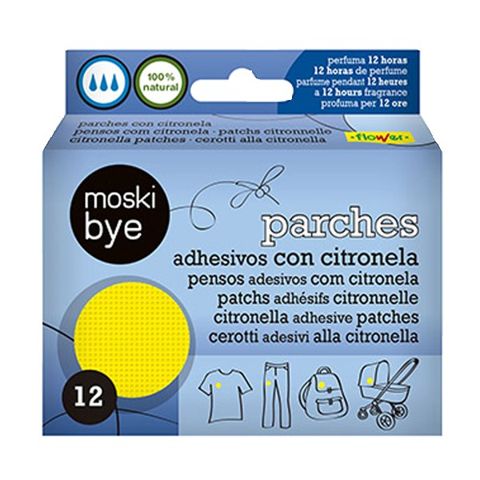 100%
natural
perfuma 12 horas
12 horas de perfume
parfume pendant 12 heures
a 12 hours fragrance
profuma per 12 ore
parches con citronela
pensos com citronela · patchs citronnelle
citronella patches · cerotti alla citronella
flower
moski
bye
parches
adhesivos con citronela
pensos adesivos com citronela
patchs adhésifs citronnelle
citronella adhesive patches
cerotti adesivi alla citronella
12